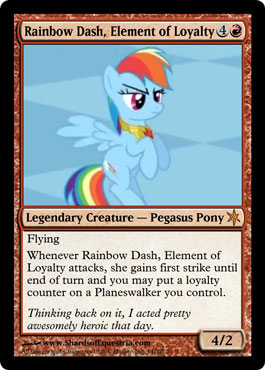 Rainbow Dash, Element of Loyalty 4
Legendary Creature — Pegasus Pony
Flying
Whenever Rainbow Dash, Element of
Loyalty attacks, she gains first strike until
end of turn and you may put a loyalty
counter on a Planeswalker you control.
Thinking back on it, I acted pretty
awesomely heroic that day.
www.ShardsofEquestria.com
4/2